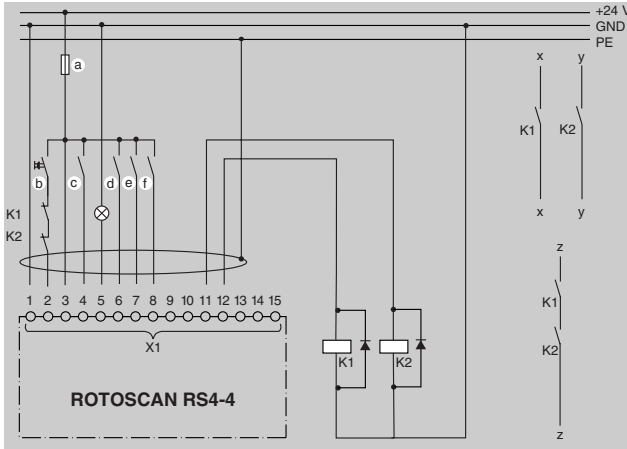 +24 V
GND
PE
a
x y
K1 K2
x y
b c d e f
K1
K2
z
K1
K2
z
1 2 3 4 5 6 7 8 9 10 11 12 13 14 15
X1
K1 K2
ROTOSCAN RS4-4